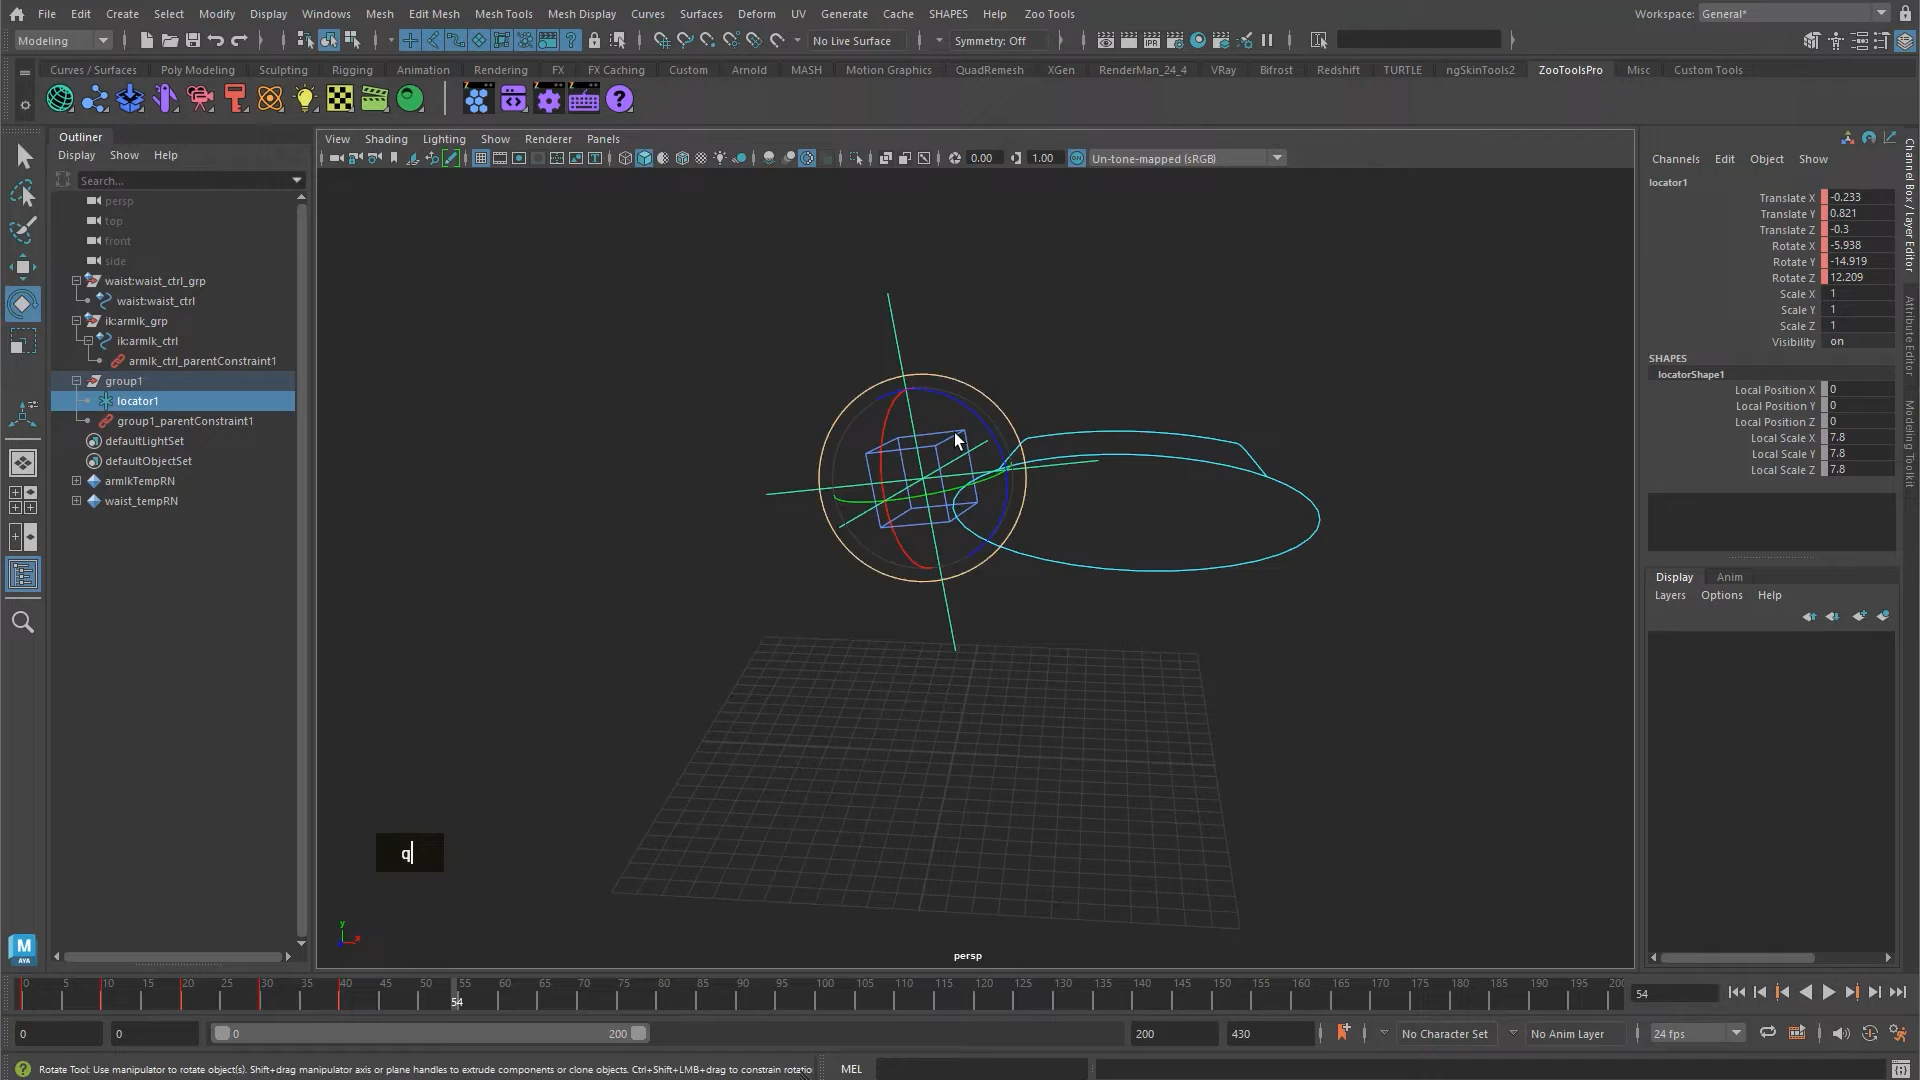 File Edit Create Select Modify Display Windows Mesh Edit Mesh Mesh Tools Mesh Display Curves Surfaces Deform UV Generate Cache SHAPES Help Zoo Tools
Workspace: General*
Modeling
No Live Surface
Symmetry: Off
Curves / Surfaces Poly Modeling Sculpting Rigging Animation Rendering FX FX Caching Custom Arnold MASH Motion Graphics QuadRemesh XGen RenderMan_24_4 VRay Bifrost Redshift TURTLE ngSkinTools2 ZooToolsPro Misc Custom Tools
Outliner
Display Show Help
Search...
persp
top
front
side
waist:waist_ctrl_grp
waist:waist_ctrl
ik:armIk_grp
ik:armIk_ctrl
armIk_ctrl_parentConstraint1
group1
locator1
group1_parentConstraint1
defaultLightSet
defaultObjectSet
armIkTempRN
waist_tempRN
View Shading Lighting Show Renderer Panels
0.00 1.00 ON Un-tone-mapped (sRGB)
q
y
x
persp
Channels Edit Object Show
locator1
Translate X -0.233
Translate Y 0.821
Translate Z -0.3
Rotate X -5.938
Rotate Y -14.919
Rotate Z 12.209
Scale X 1
Scale Y 1
Scale Z 1
Visibility on
SHAPES
locatorShape1
Local Position X 0
Local Position Y 0
Local Position Z 0
Local Scale X 7.8
Local Scale Y 7.8
Local Scale Z 7.8
Display Anim
Layers Options Help
Channel Box / Layer Editor
Attribute Editor
Modeling Toolkit
M
AYA
0 5 10 15 20 25 30 35 40 45 50 55 60 65 70 75 80 85 90 95 100 105 110 115 120 125 130 135 140 145 150 155 160 165 170 175 180 185 190 195 200
54
54
0 0 0 200 200 430
No Character Set
No Anim Layer
24 fps
Rotate Tool: Use manipulator to rotate object(s). Shift+drag manipulator axis or plane handles to extrude components or clone objects. Ctrl+Shift+LMB+drag to constrain rotatio
MEL